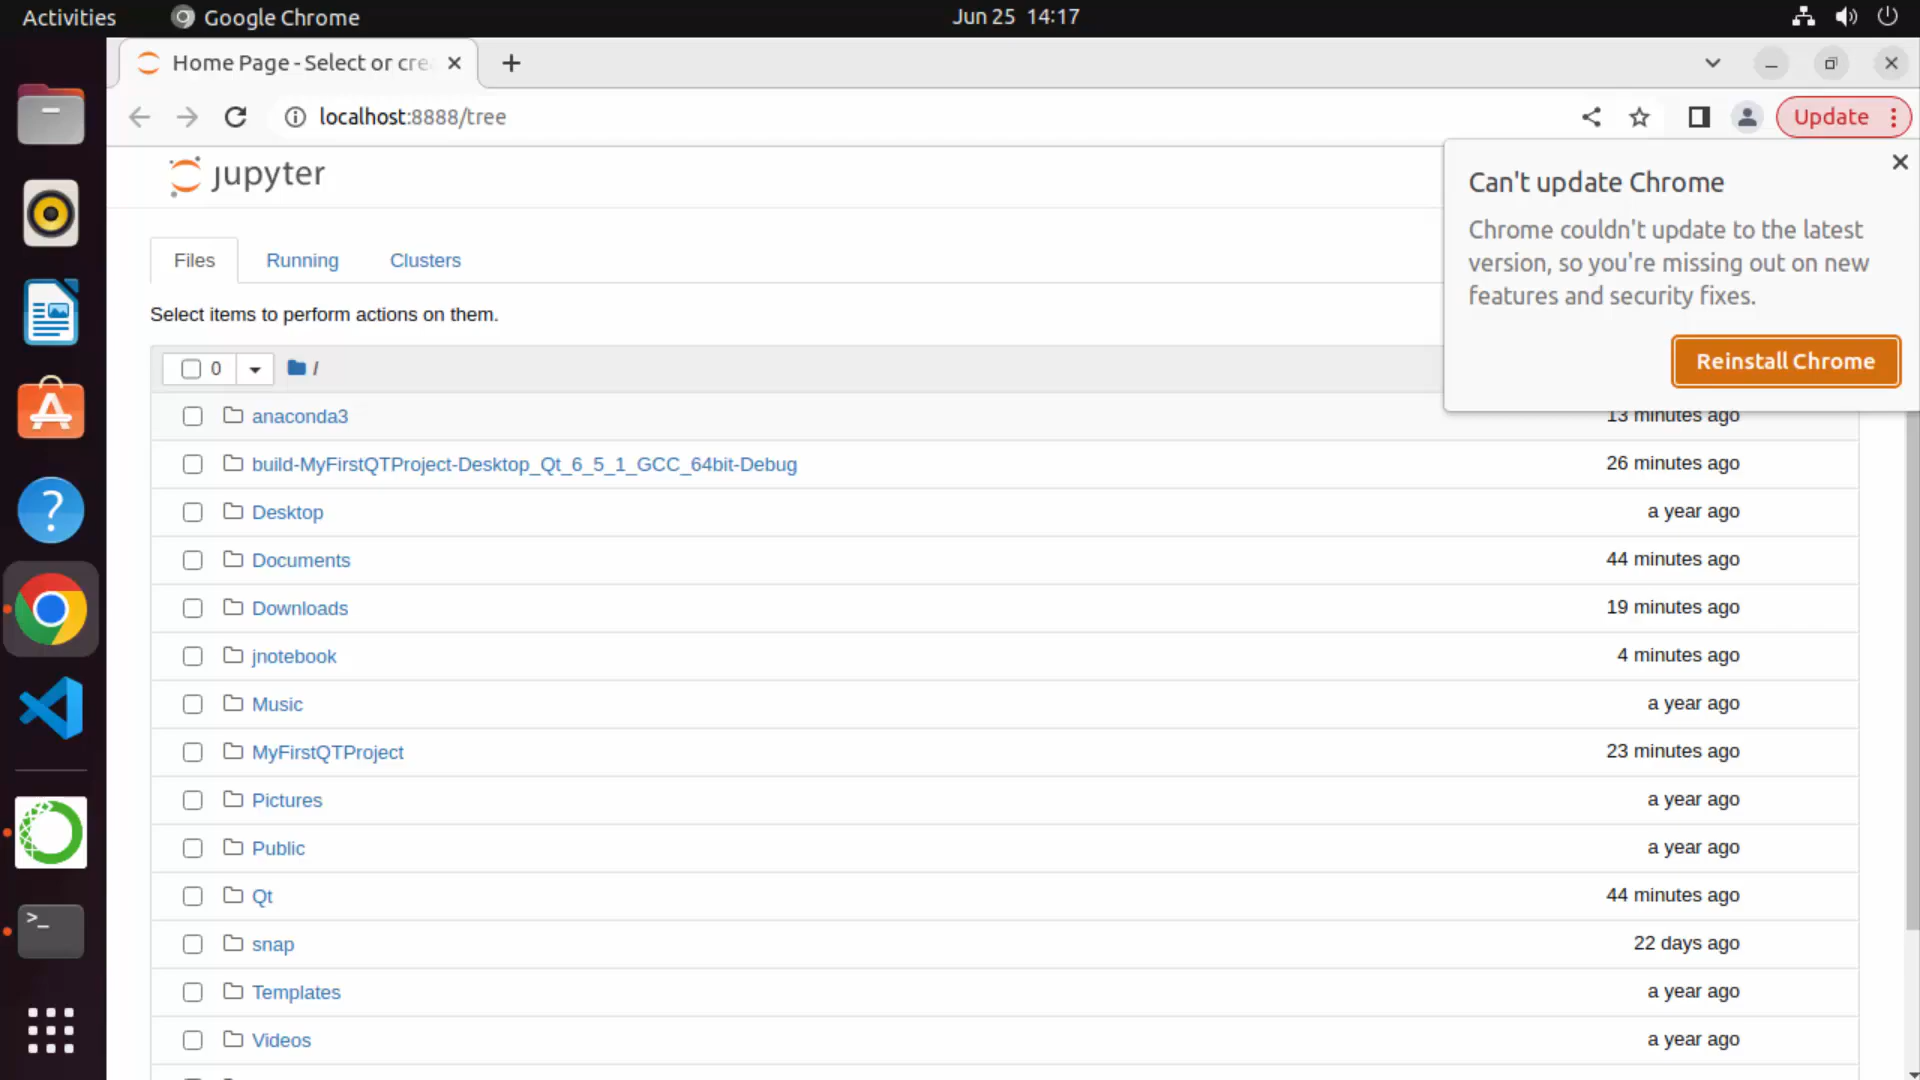 Activities
Google Chrome
Jun 25 14:17
Home Page - Select or cre
localhost:8888/tree
Update
jupyter
Can't update Chrome
Chrome couldn't update to the latest
version, so you're missing out on new
features and security fixes.
Reinstall Chrome
Files Running Clusters
Select items to perform actions on them.
0 /
anaconda3 13 minutes ago
build-MyFirstQTProject-Desktop_Qt_6_5_1_GCC_64bit-Debug 26 minutes ago
Desktop a year ago
Documents 44 minutes ago
Downloads 19 minutes ago
jnotebook 4 minutes ago
Music a year ago
MyFirstQTProject 23 minutes ago
Pictures a year ago
Public a year ago
Qt 44 minutes ago
snap 22 days ago
Templates a year ago
Videos a year ago